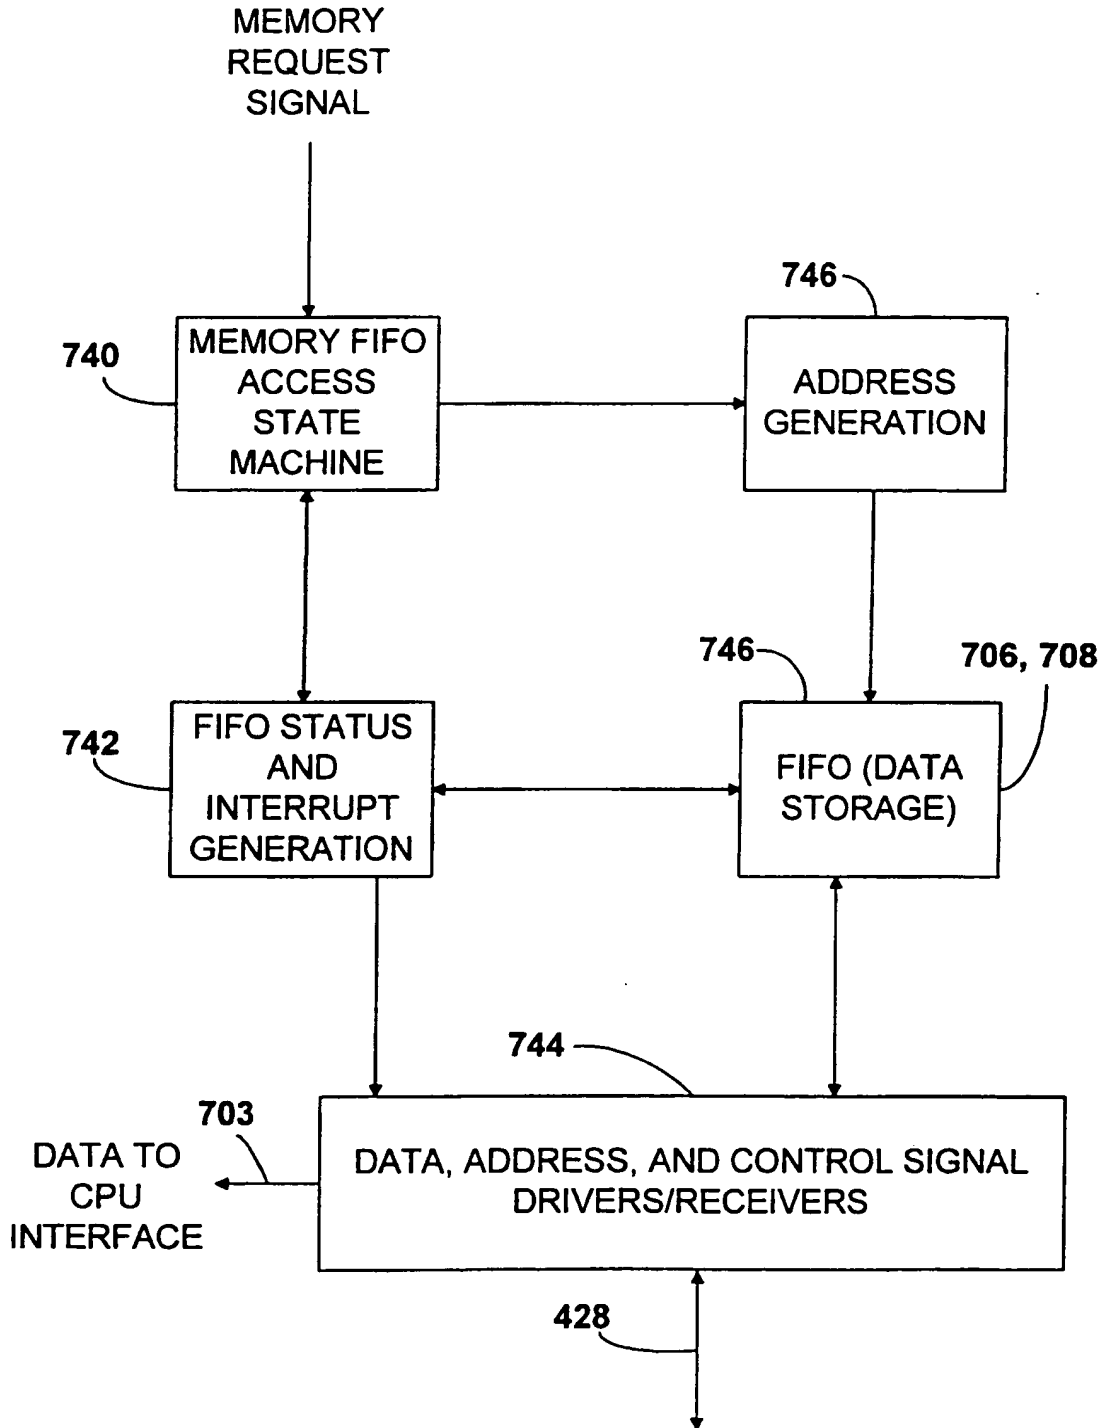 MEMORY
REQUEST
SIGNAL
746
740
MEMORY FIFO
ACCESS
STATE
MACHINE
ADDRESS
GENERATION
746
706, 708
742
FIFO STATUS
AND
INTERRUPT
GENERATION
FIFO (DATA
STORAGE)
744
703
DATA TO
CPU
INTERFACE
DATA, ADDRESS, AND CONTROL SIGNAL
DRIVERS/RECEIVERS
428